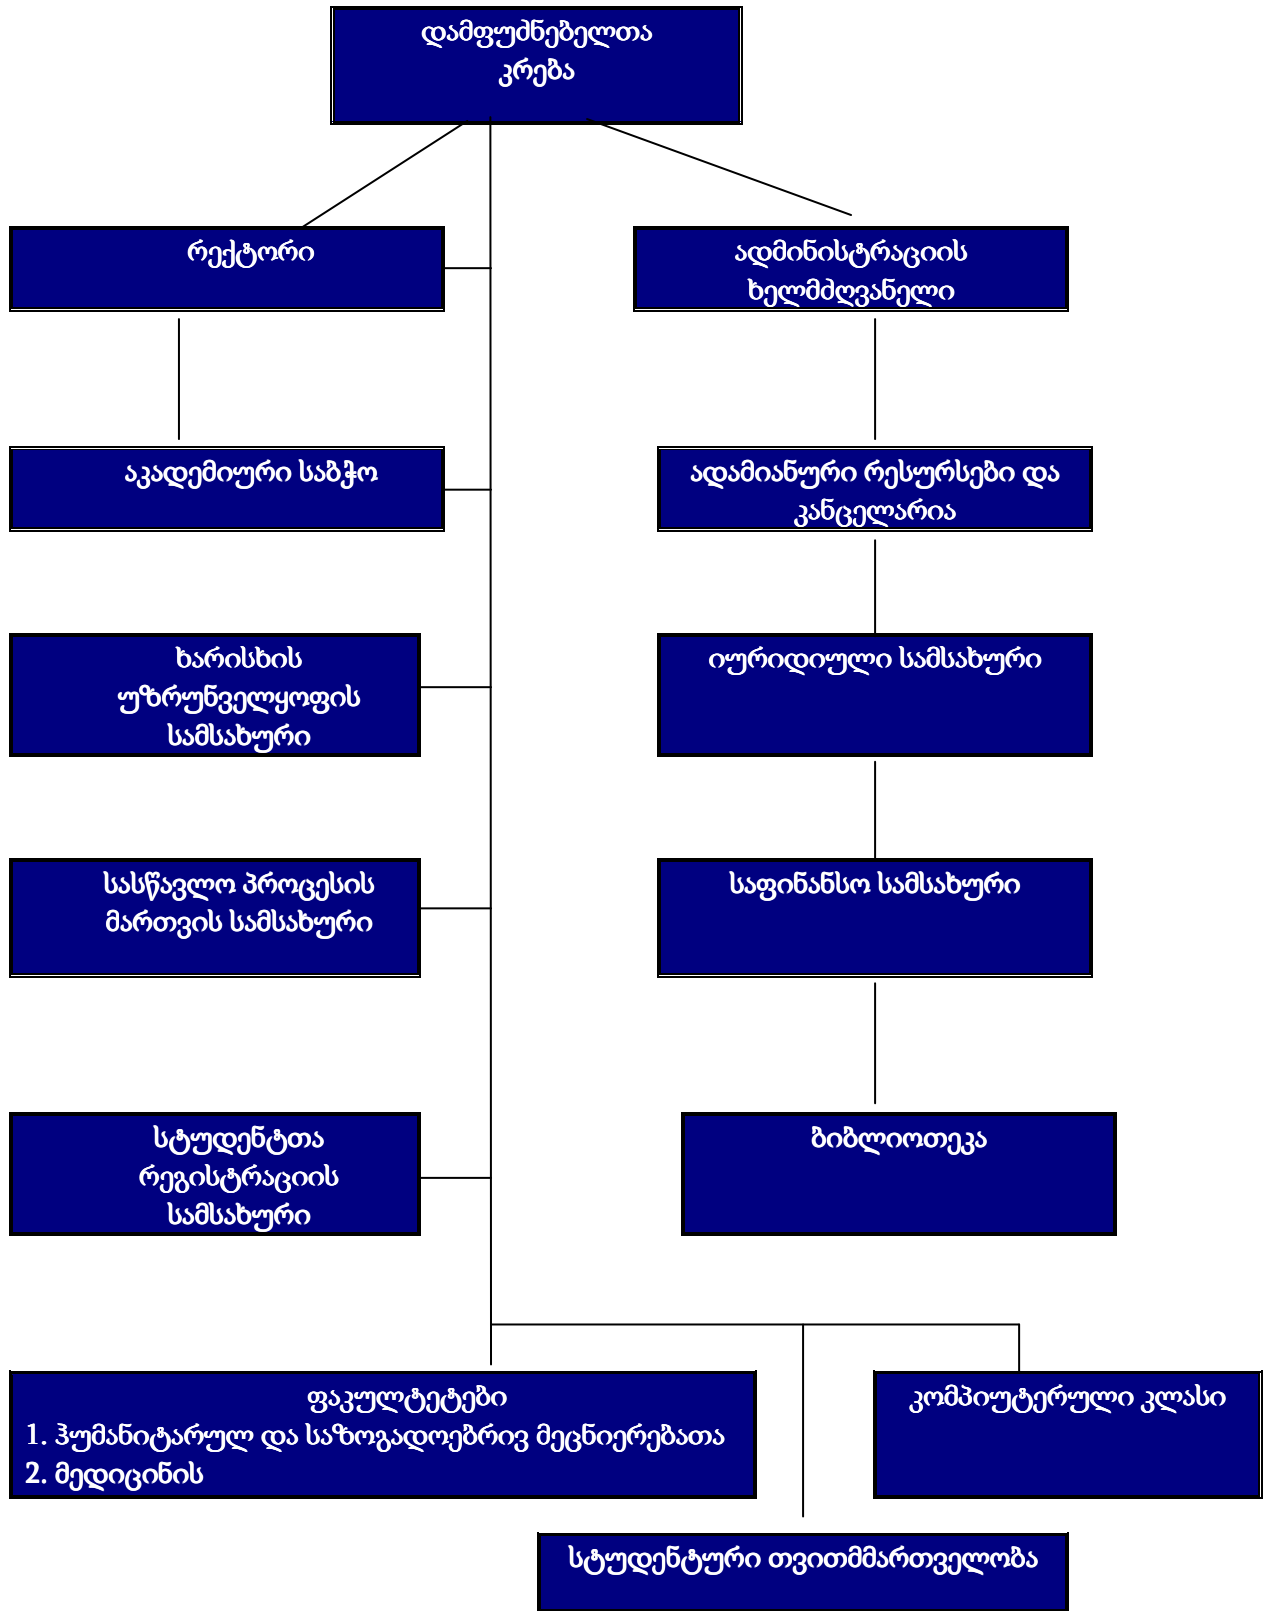 დამფუძნებელთა
კრება
რექტორი
ადმინისტრაციის
ხელმძღვანელი
აკადემიური საბჭო
ადამიანური რესურსები და
კანცელარია
ხარისხის
უზრუნველყოფის
სამსახური
იურიდიული სამსახური
სასწავლო პროცესის
მართვის სამსახური
საფინანსო სამსახური
სტუდენტთა
რეგისტრაციის
სამსახური
ბიბლიოთეკა
ფაკულტეტები
1. ჰუმანიტარულ და საზოგადოებრივ მეცნიერებათა
2. მედიცინის
კომპიუტერული კლასი
სტუდენტური თვითმმართველობა